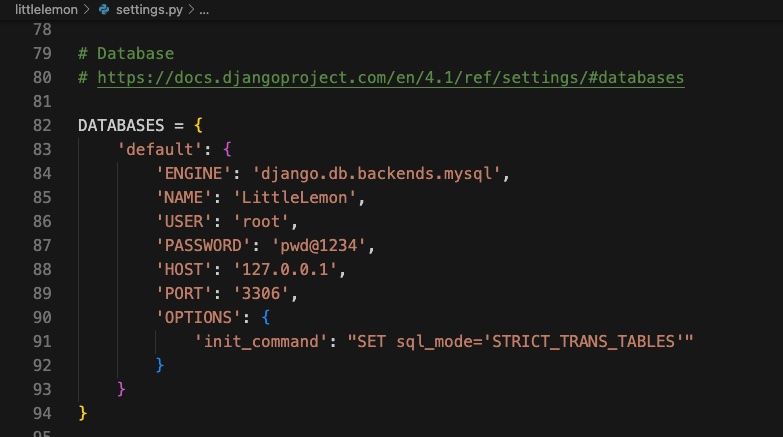 littlelemon > settings.py > ...
78
79 # Database
80 # https://docs.djangoproject.com/en/4.1/ref/settings/#databases
81
82 DATABASES = {
83     'default': {
84         'ENGINE': 'django.db.backends.mysql',
85         'NAME': 'LittleLemon',
86         'USER': 'root',
87         'PASSWORD': 'pwd@1234',
88         'HOST': '127.0.0.1',
89         'PORT': '3306',
90         'OPTIONS': {
91             'init_command': "SET sql_mode='STRICT_TRANS_TABLES'"
92         }
93     }
94 }
95